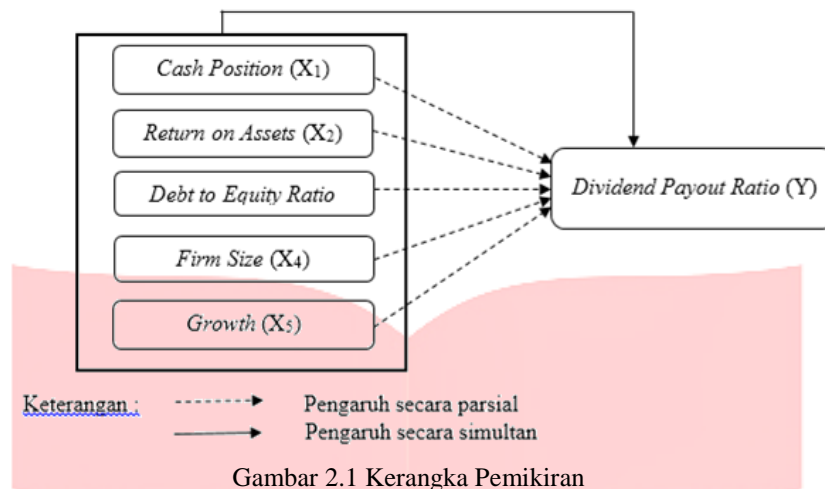 Cash Position (X₁)
Return on Assets (X₂)
Dividend Payout Ratio (Y)
Debt to Equity Ratio
Firm Size (X₄)
Growth (X₅)
Keterangan :
Pengaruh secara parsial
Pengaruh secara simultan
Gambar 2.1 Kerangka Pemikiran